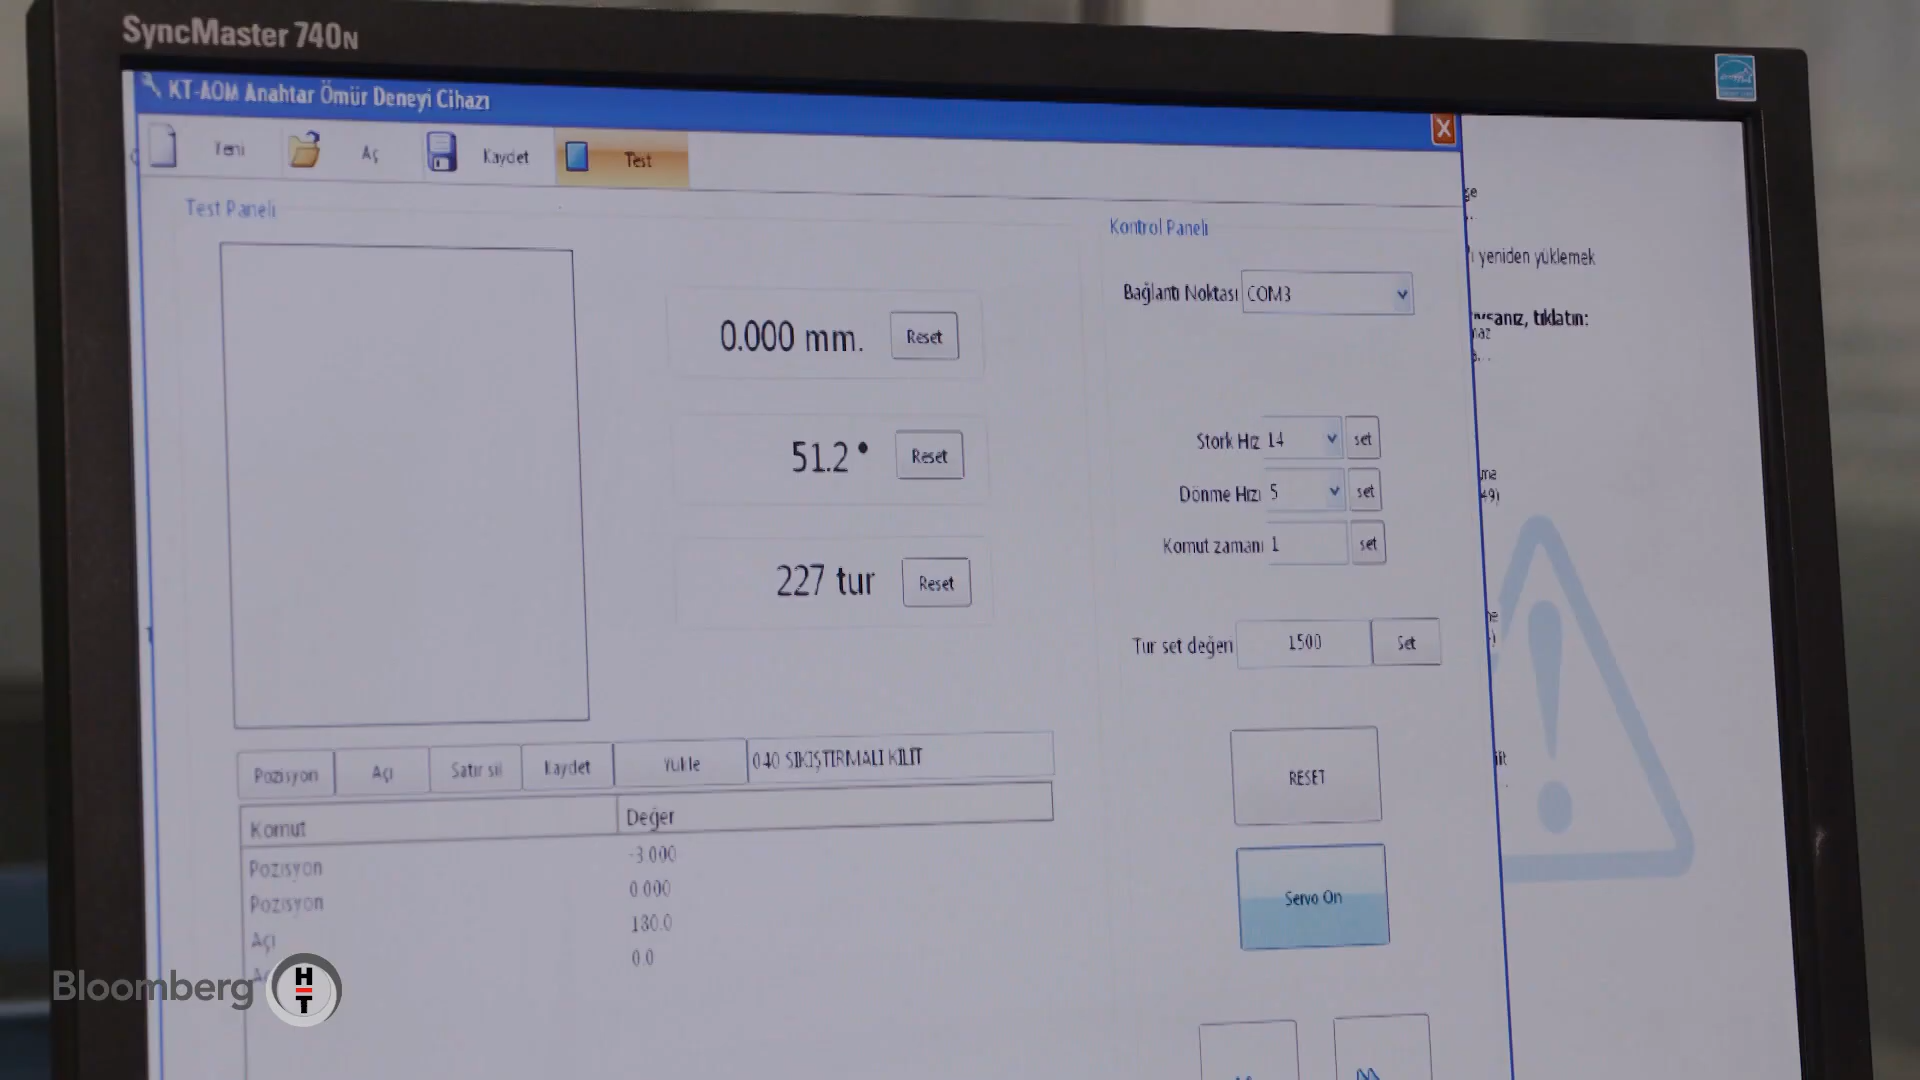 SyncMaster 740N
KT-AOM Anahtar Ömür Deneyi Cihazı
Yeni
Aç
Kaydet
Test
Test Paneli
0.000 mm.
Reset
51.2 °
Reset
227 tur
Reset
Kontrol Paneli
Bağlantı Noktası COM3
Stork Hız 14
set
Dönme Hızı 5
set
Komut zamanı 1
set
Tur set değeri 1500
Set
RESET
Servo On
Pozisyon
Açı
Satır sil
Kaydet
Yükle
040 SIKIŞTIRMALI KİLİT
Komut Değer
Pozisyon -3.000
Pozisyon 0.000
Açı 180.0
0.0
yeniden yüklemek
tıklatın:
Bloomberg HT